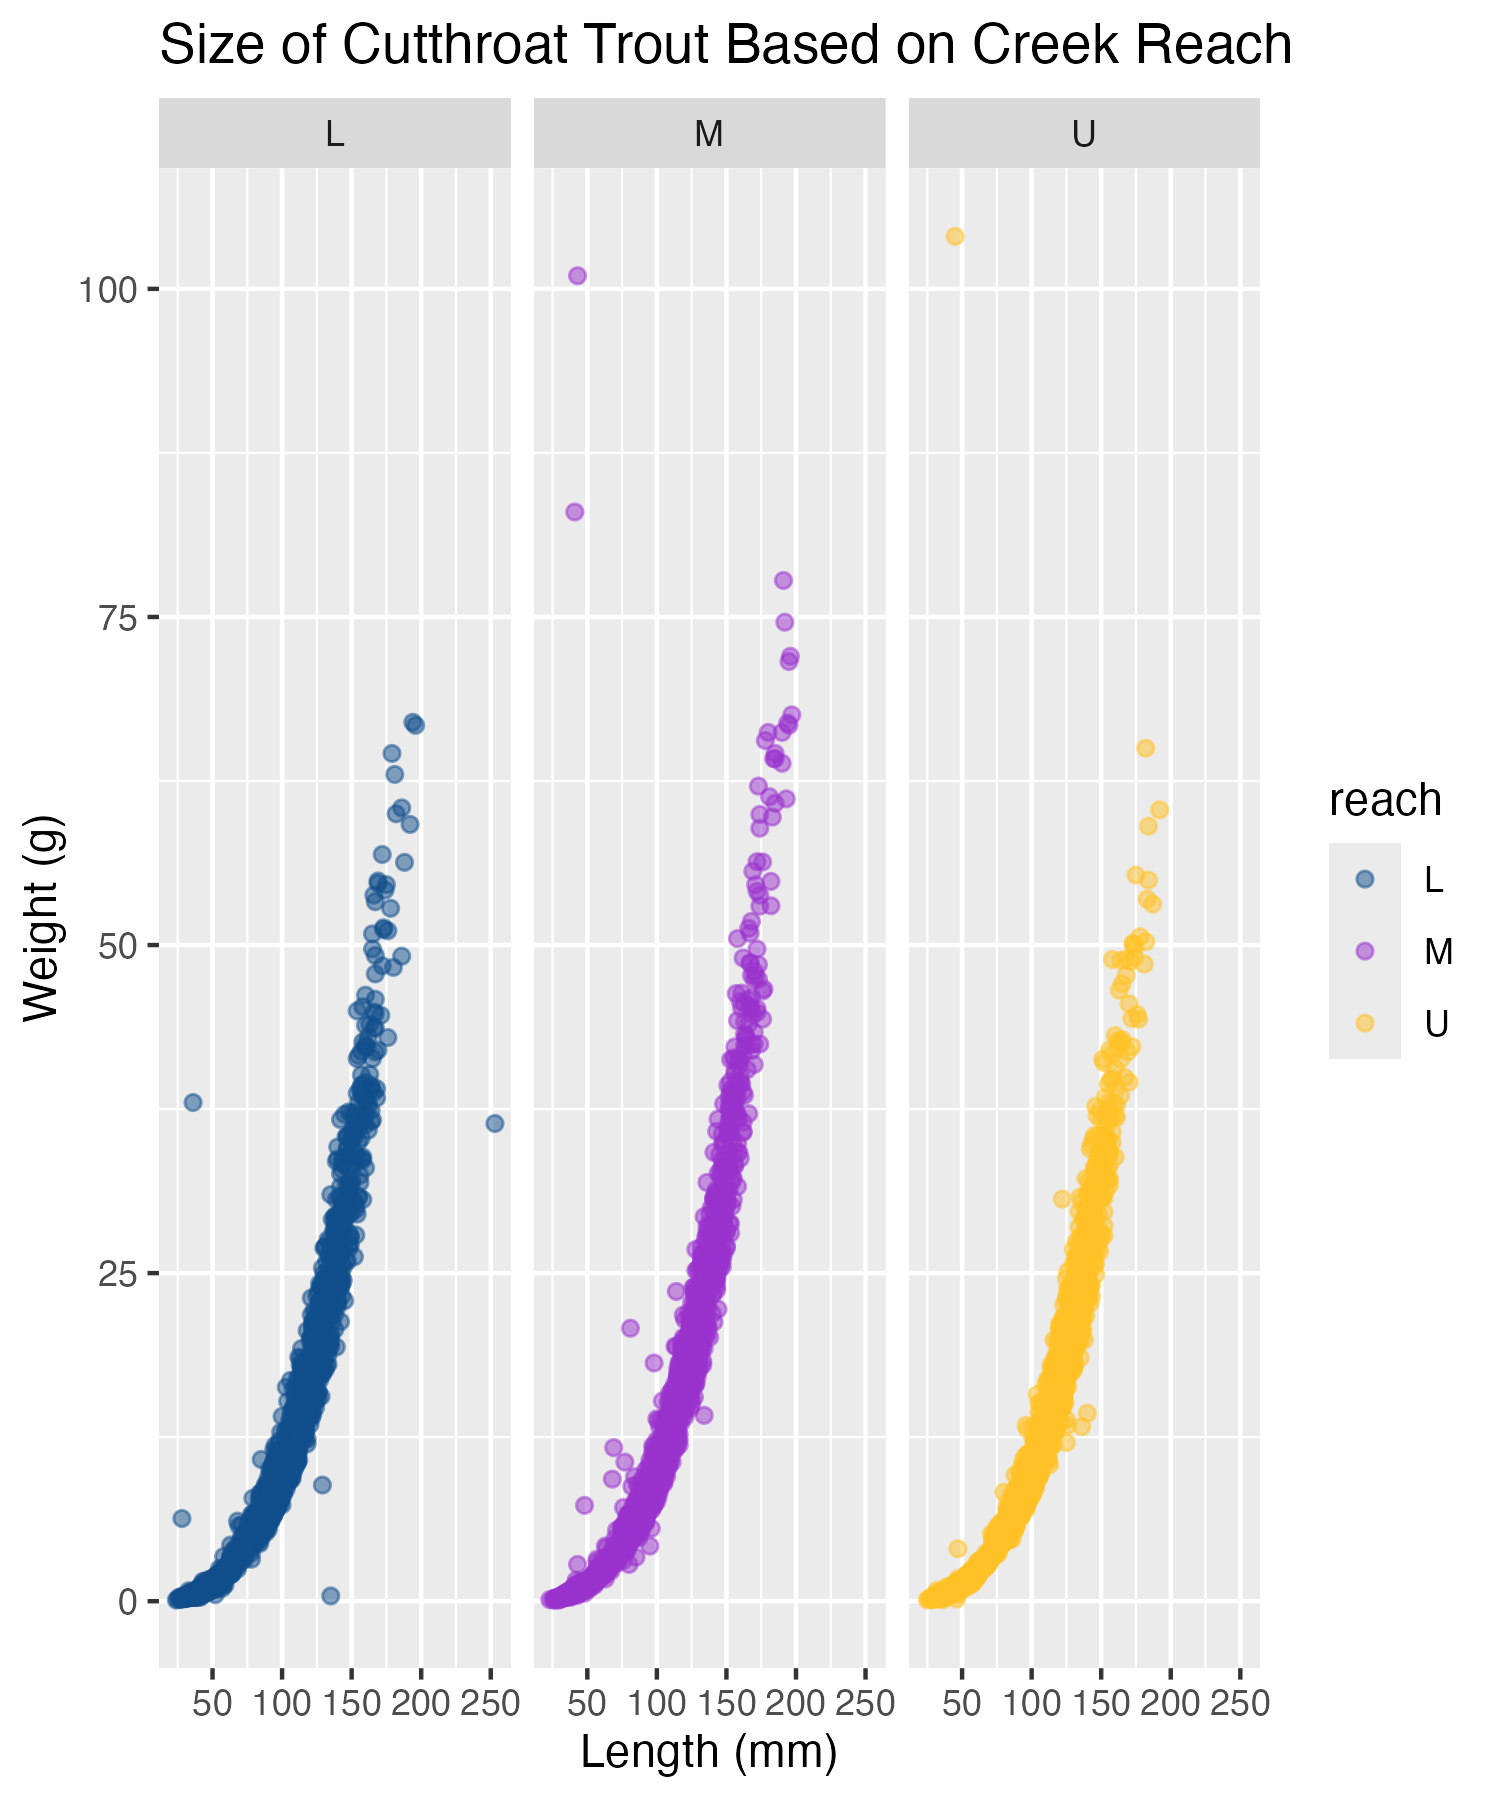 Size of Cutthroat Trout Based on Creek Reach
L M U
100
75
50
25
0
Weight (g)
50 100 150 200 250 50 100 150 200 250 50 100 150 200 250
Length (mm)
reach
L
M
U